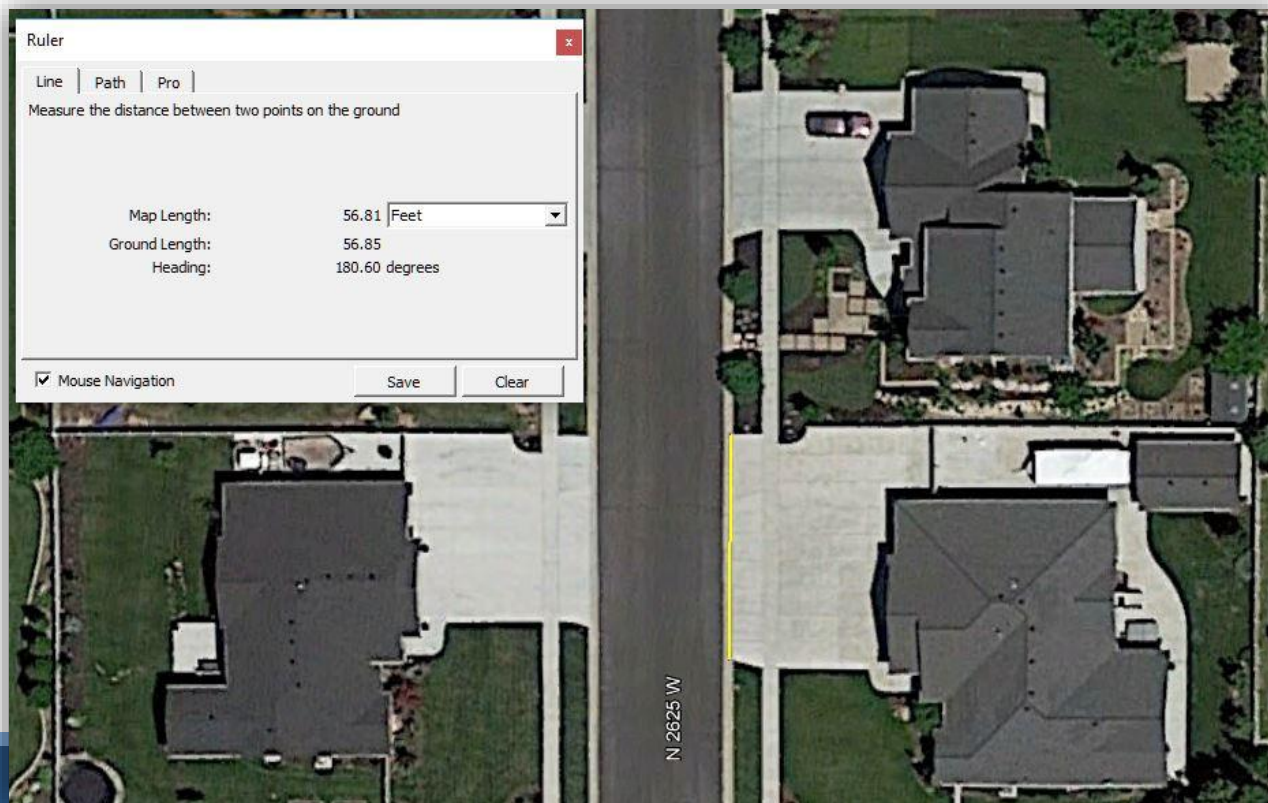 Ruler
x
Line Path Pro
Measure the distance between two points on the ground
Map Length: 56.81 Feet
Ground Length: 56.85
Heading: 180.60 degrees
Mouse Navigation Save Clear
N 2625 W